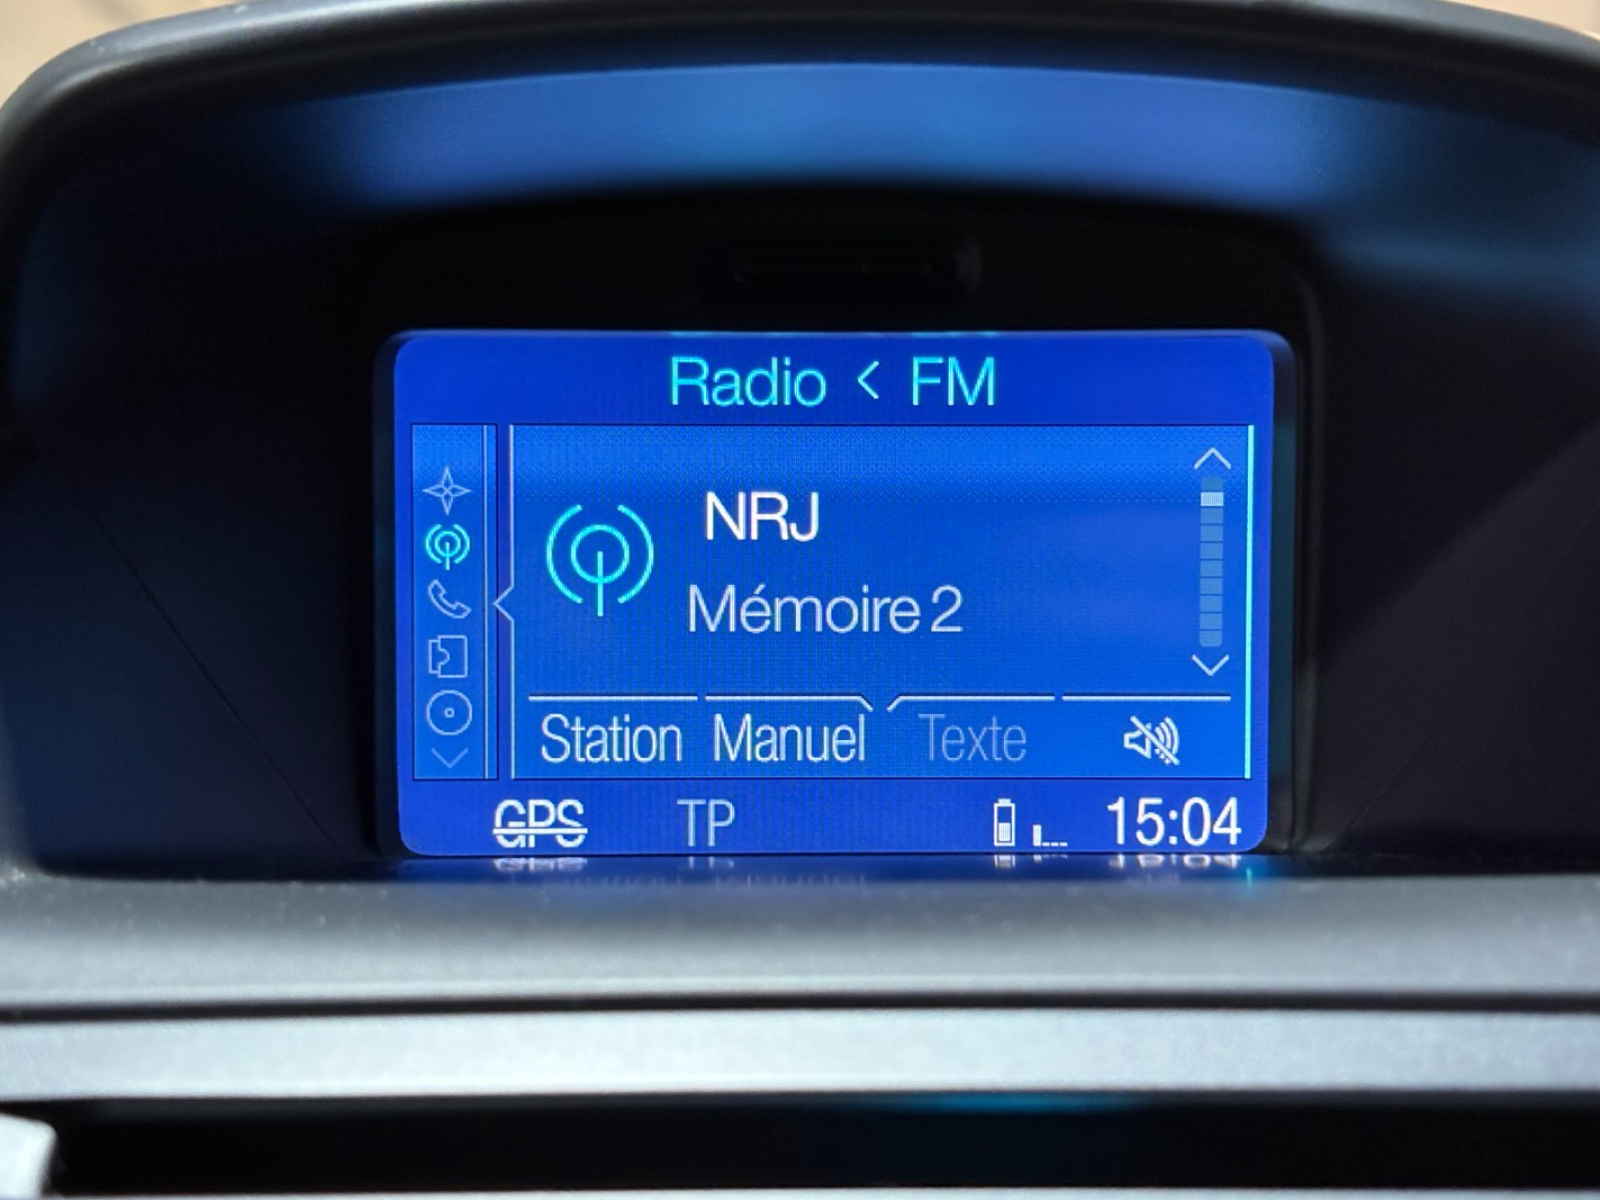 Radio < FM
NRJ
Mémoire 2
Station Manuel Texte
GPS TP 15:04